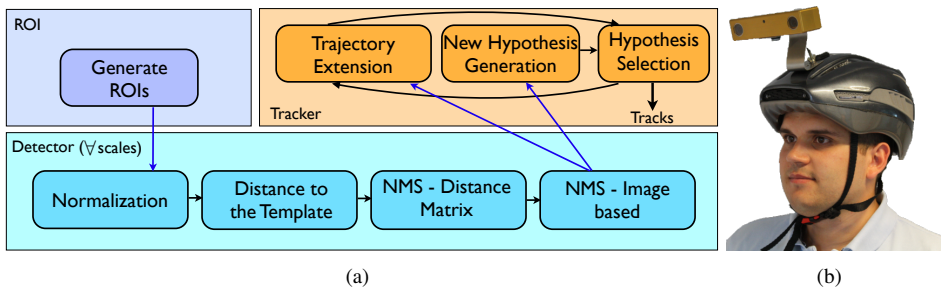 ROI
Generate
ROIs
Trajectory
Extension
New Hypothesis
Generation
Hypothesis
Selection
Tracker
Tracks
Detector (∀ scales)
Normalization
Distance to
the Template
NMS - Distance
Matrix
NMS - Image
based
(a)
(b)